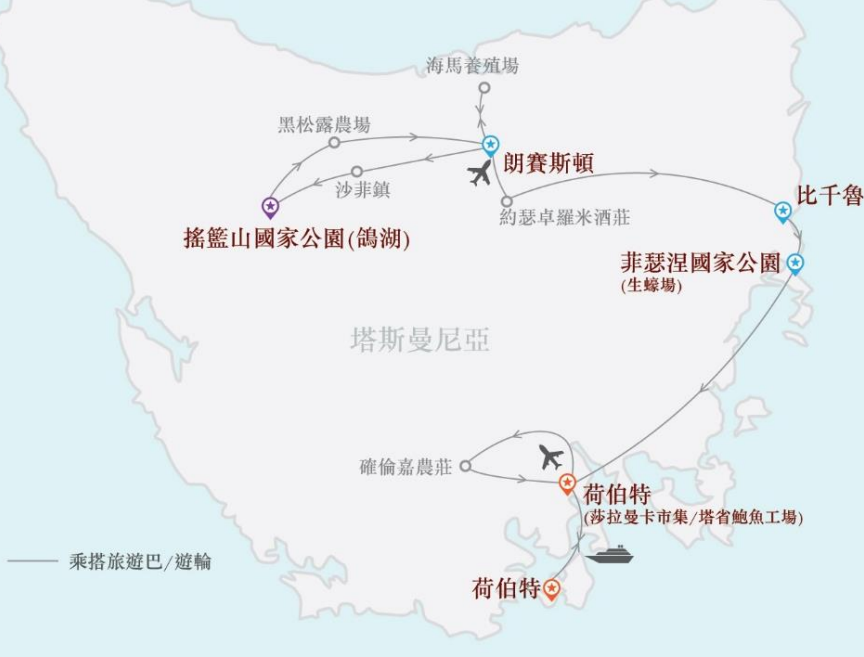 海馬養殖場
黑松露農場
朗賽斯頓
沙菲鎮
比千魯
約瑟卓羅米酒莊
搖籃山國家公園(鴿湖)
菲瑟涅國家公園
(生蠔場)
塔斯曼尼亞
確倫嘉農莊
荷伯特
(莎拉曼卡市集/塔省鮑魚工場)
乘搭旅遊巴/遊輪
荷伯特